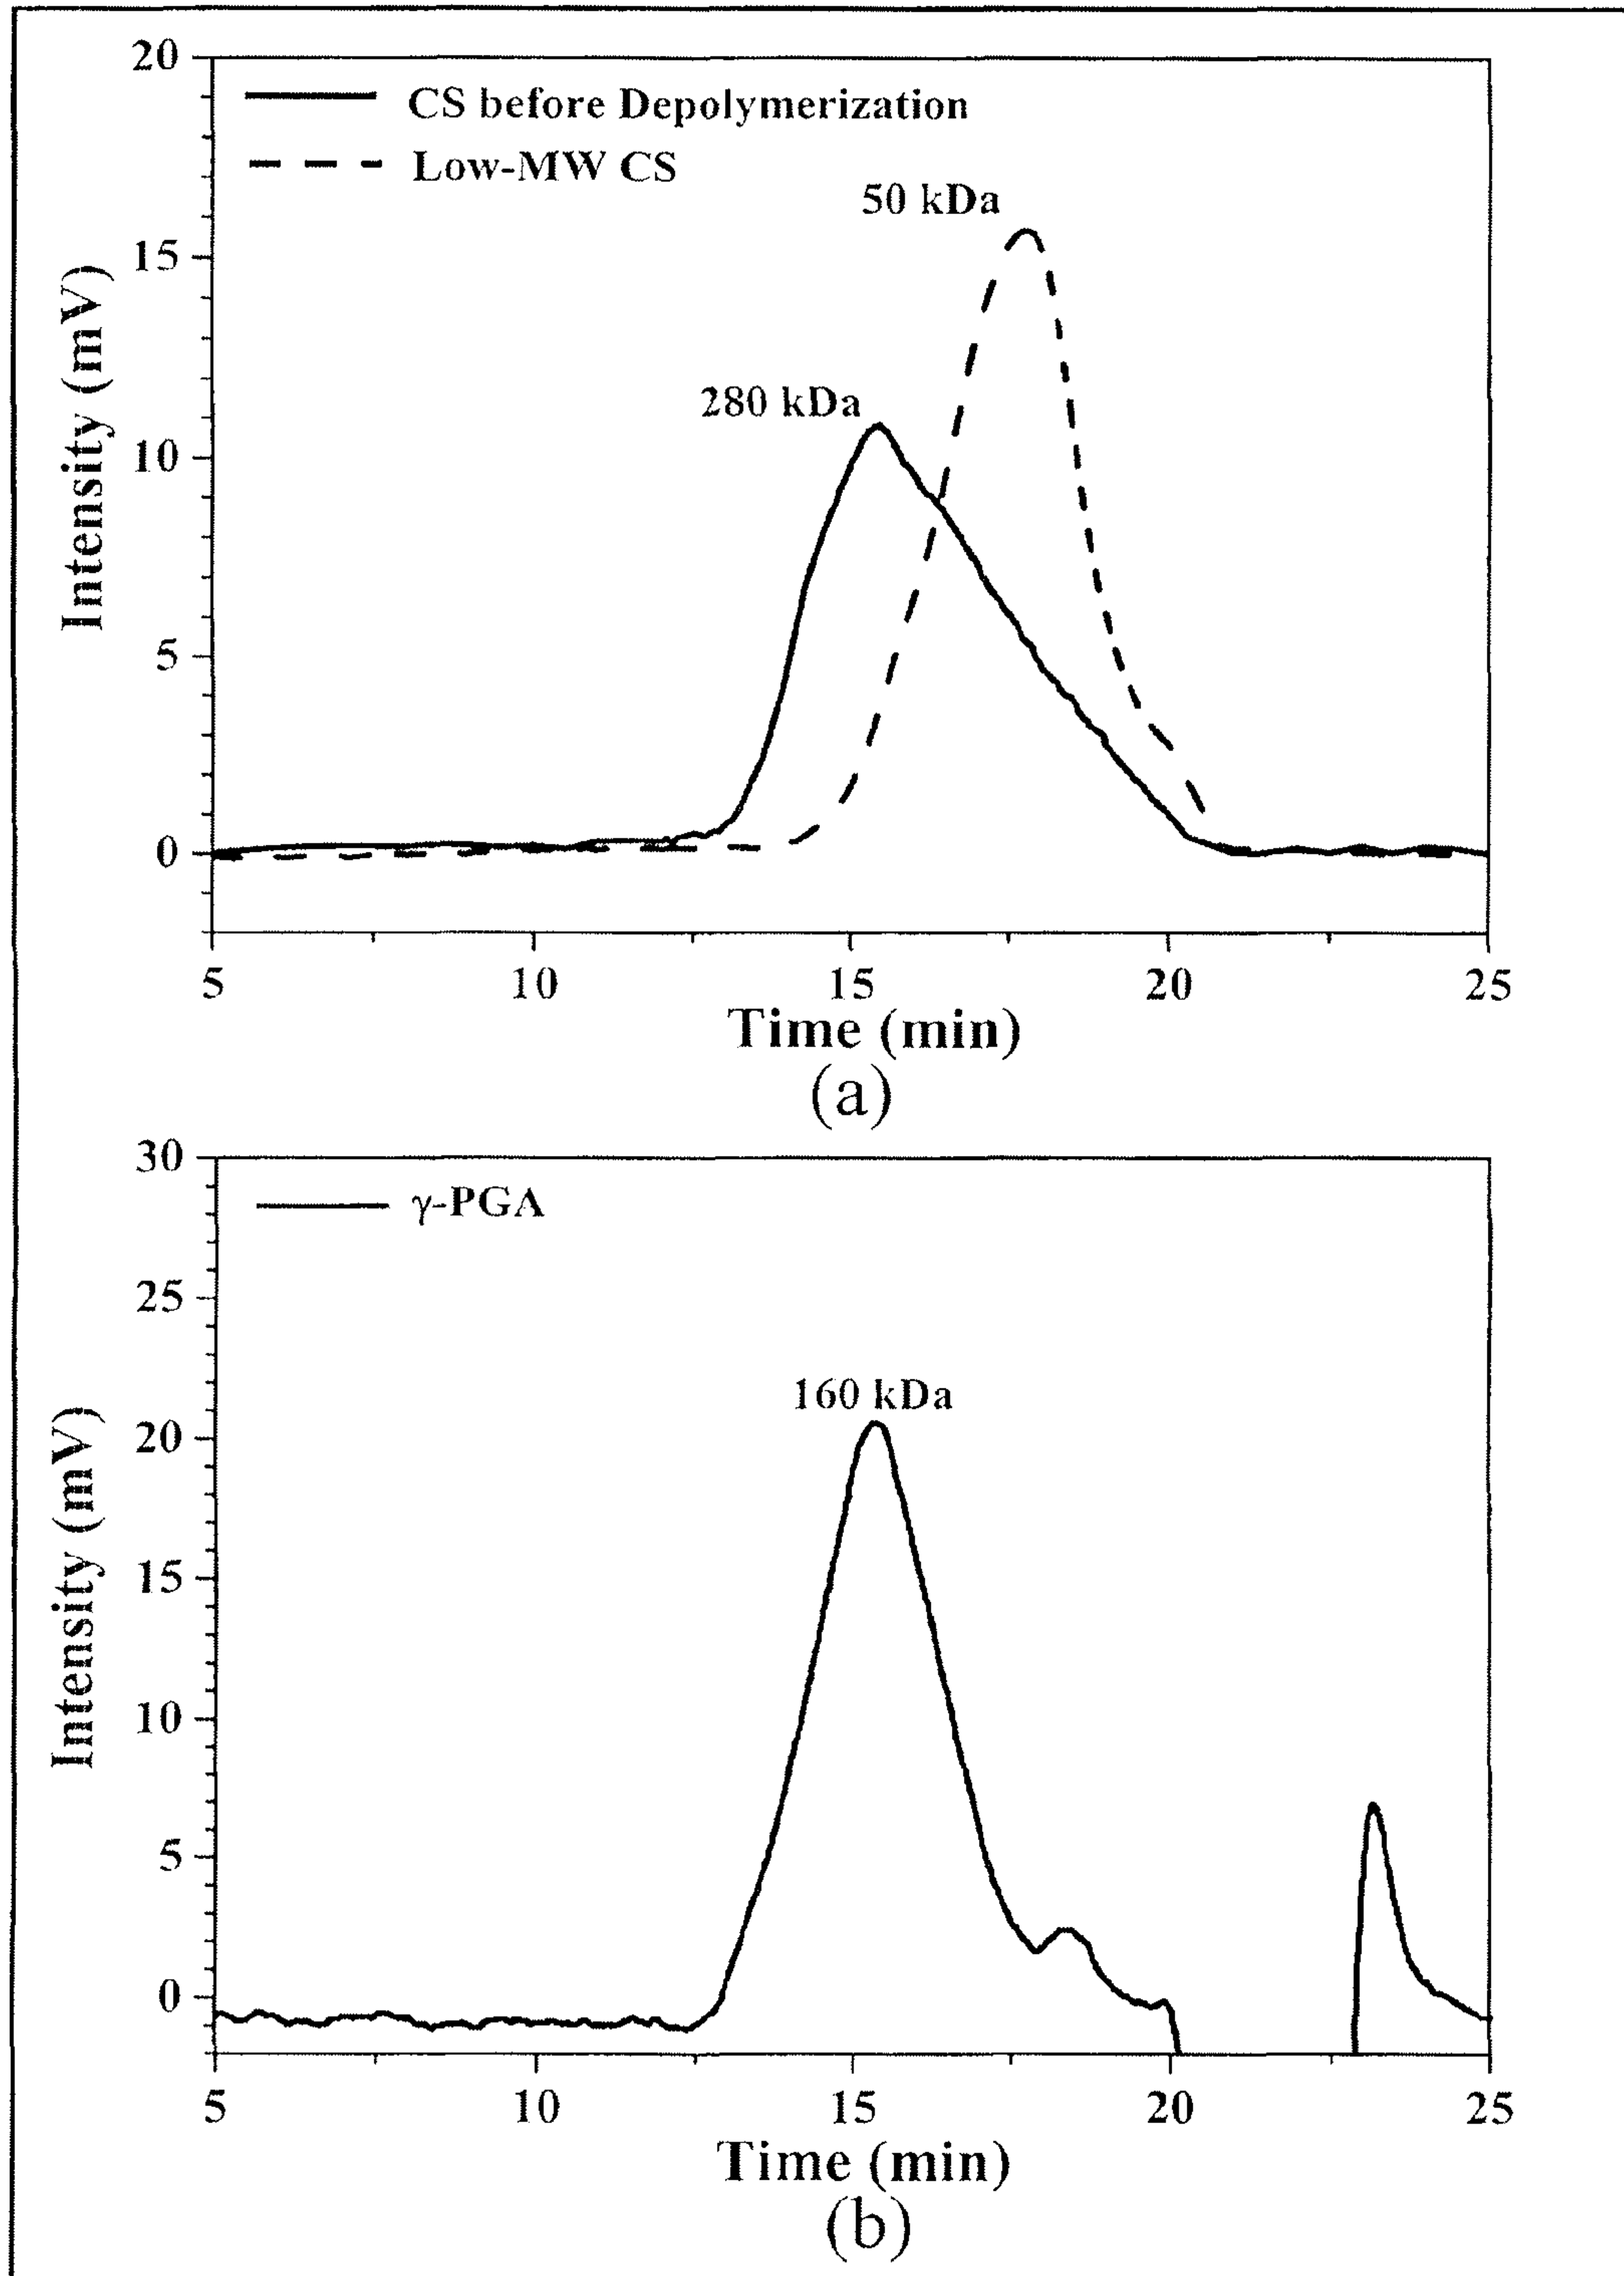 20
CS before Depolymerization
Low-MW CS
50 kDa
15
280 kDa
10
Intensity (mV)
5
0
5 10 15 20 25
Time (min)
(a)
30
γ-PGA
25
160 kDa
20
Intensity (mV)
15
10
5
0
5 10 15 20 25
Time (min)
(b)